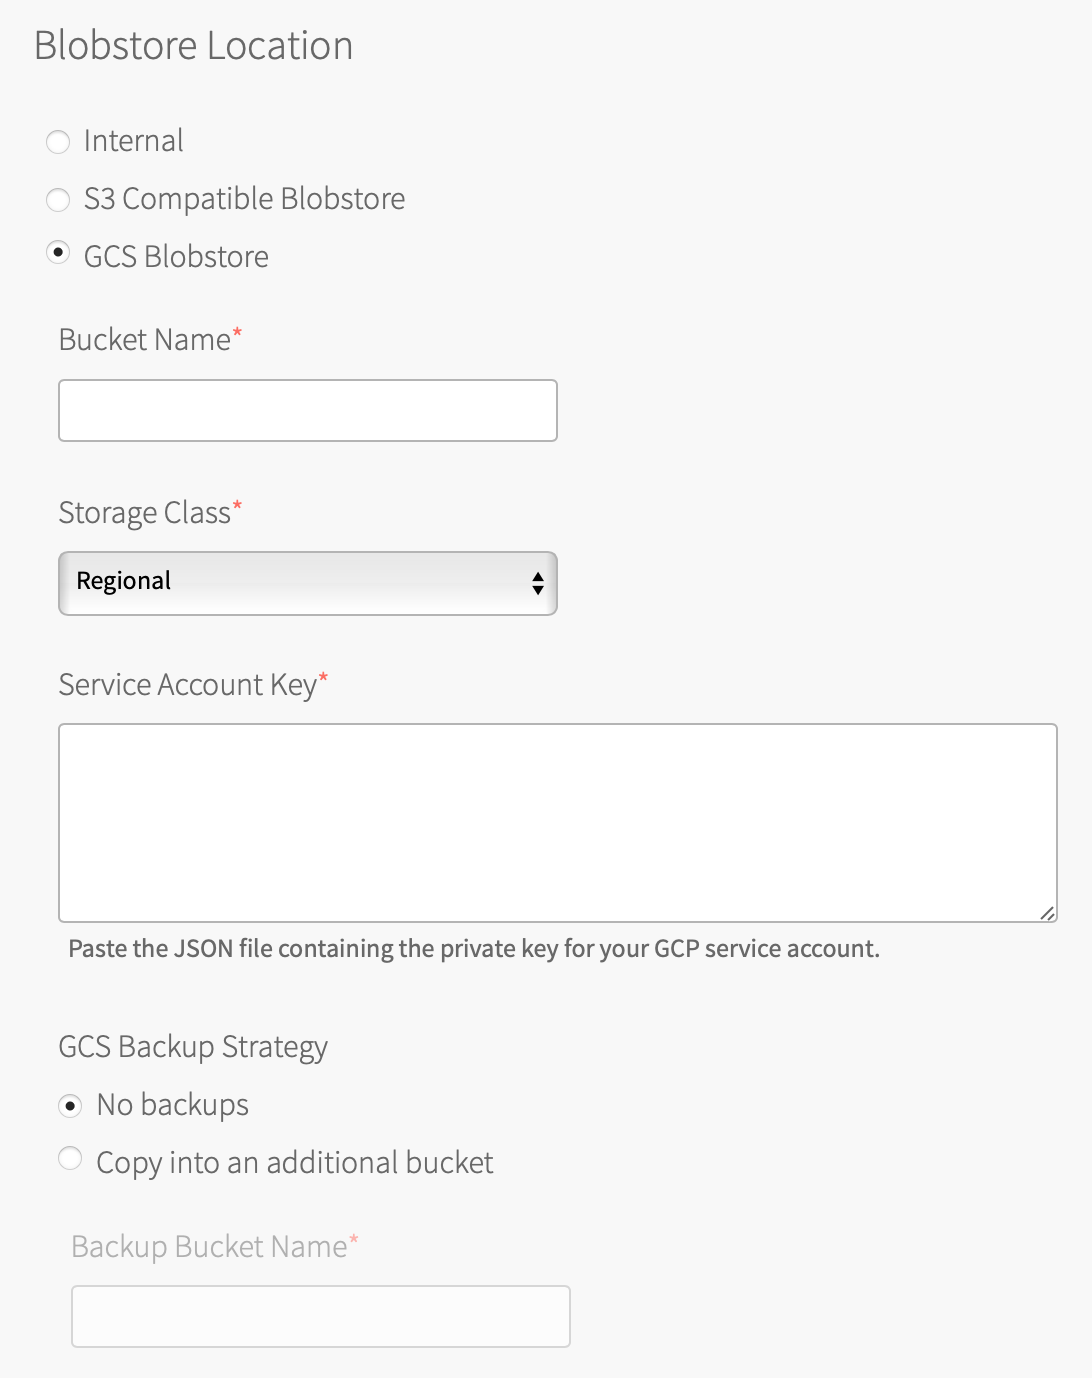 Blobstore Location
Internal
S3 Compatible Blobstore
GCS Blobstore
Bucket Name*
Storage Class*
Regional
Service Account Key*
Paste the JSON file containing the private key for your GCP service account.
GCS Backup Strategy
No backups
Copy into an additional bucket
Backup Bucket Name*